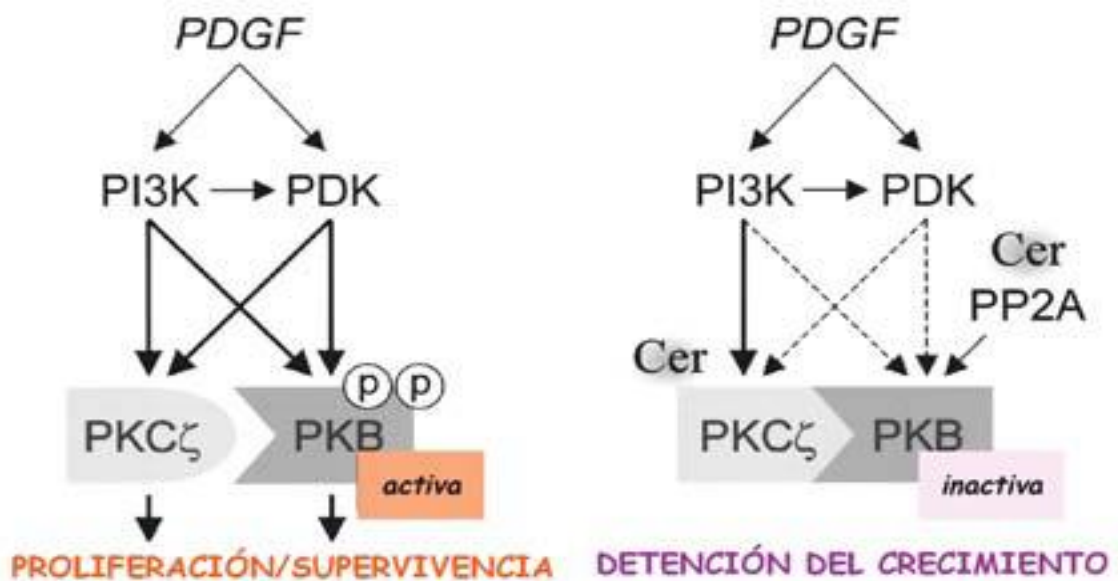 PDGF
PI3K PDK
PKCζ PKB
P P
activa
PROLIFERACIÓN/SUPERVIVENCIA
PDGF
PI3K PDK
Cer
PP2A
Cer
PKCζ PKB
inactiva
DETENCIÓN DEL CRECIMIENTO